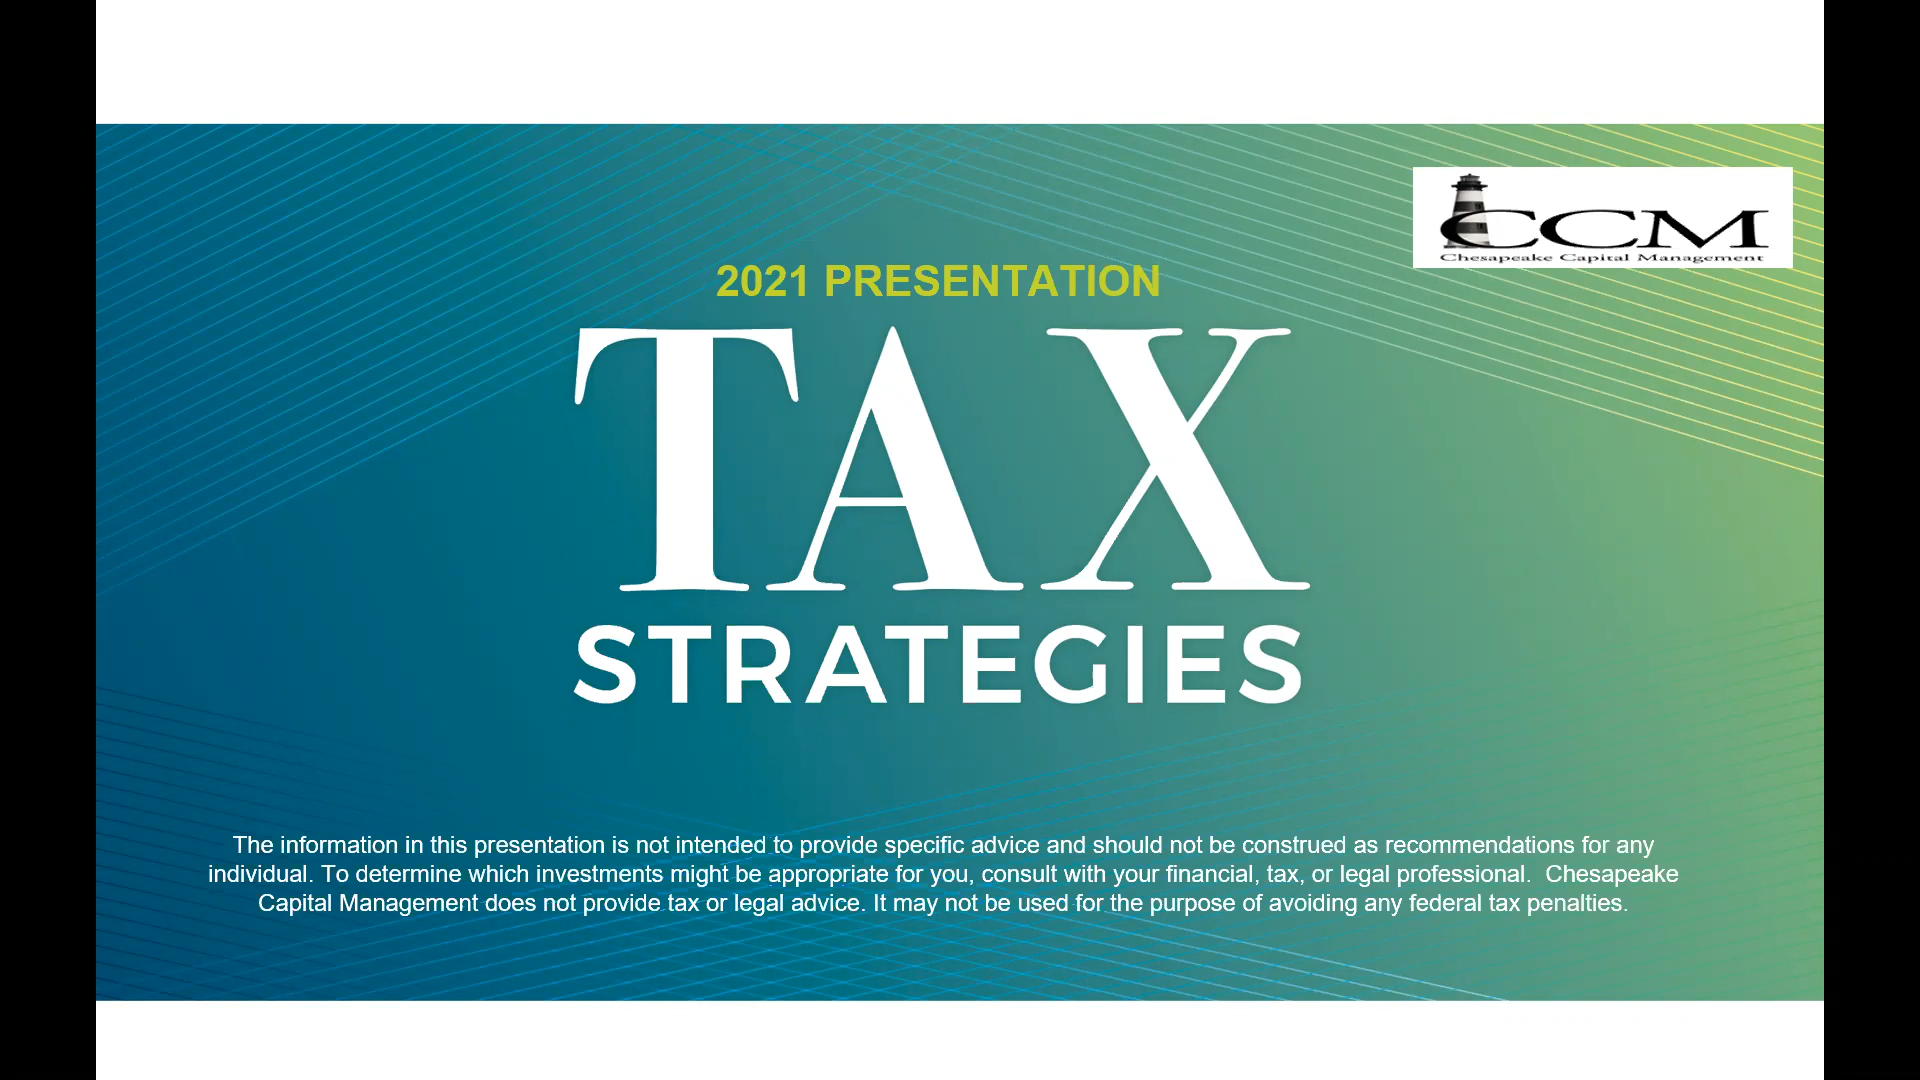 CCM
Chesapeake Capital Management
2021 PRESENTATION
TAX
STRATEGIES
The information in this presentation is not intended to provide specific advice and should not be construed as recommendations for any
individual. To determine which investments might be appropriate for you, consult with your financial, tax, or legal professional.  Chesapeake
Capital Management does not provide tax or legal advice. It may not be used for the purpose of avoiding any federal tax penalties.